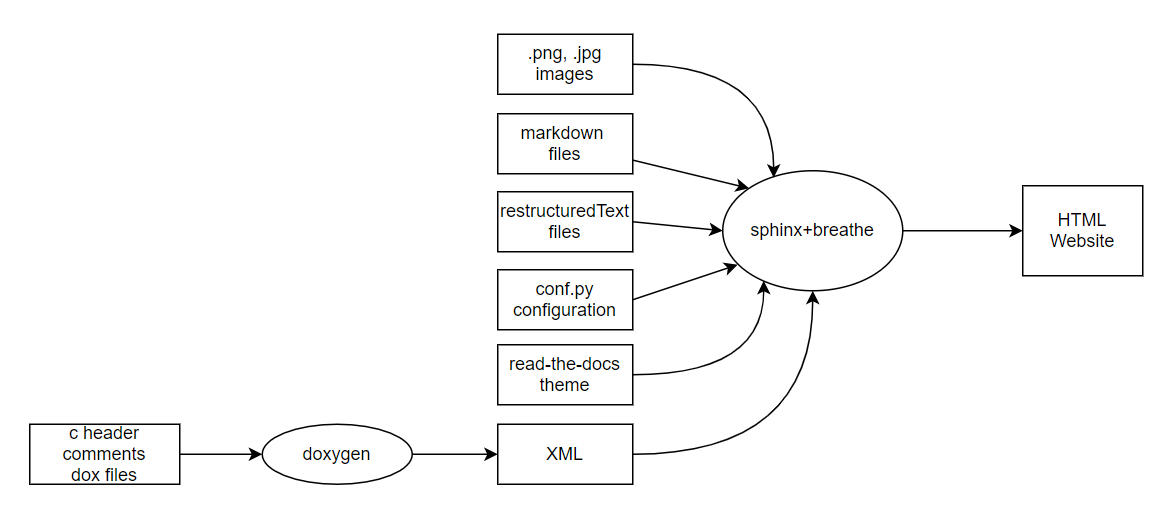 .png, .jpg
images
markdown
files
restructuredText
files
sphinx+breathe
HTML
Website
conf.py
configuration
read-the-docs
theme
c header
comments
dox files
doxygen
XML